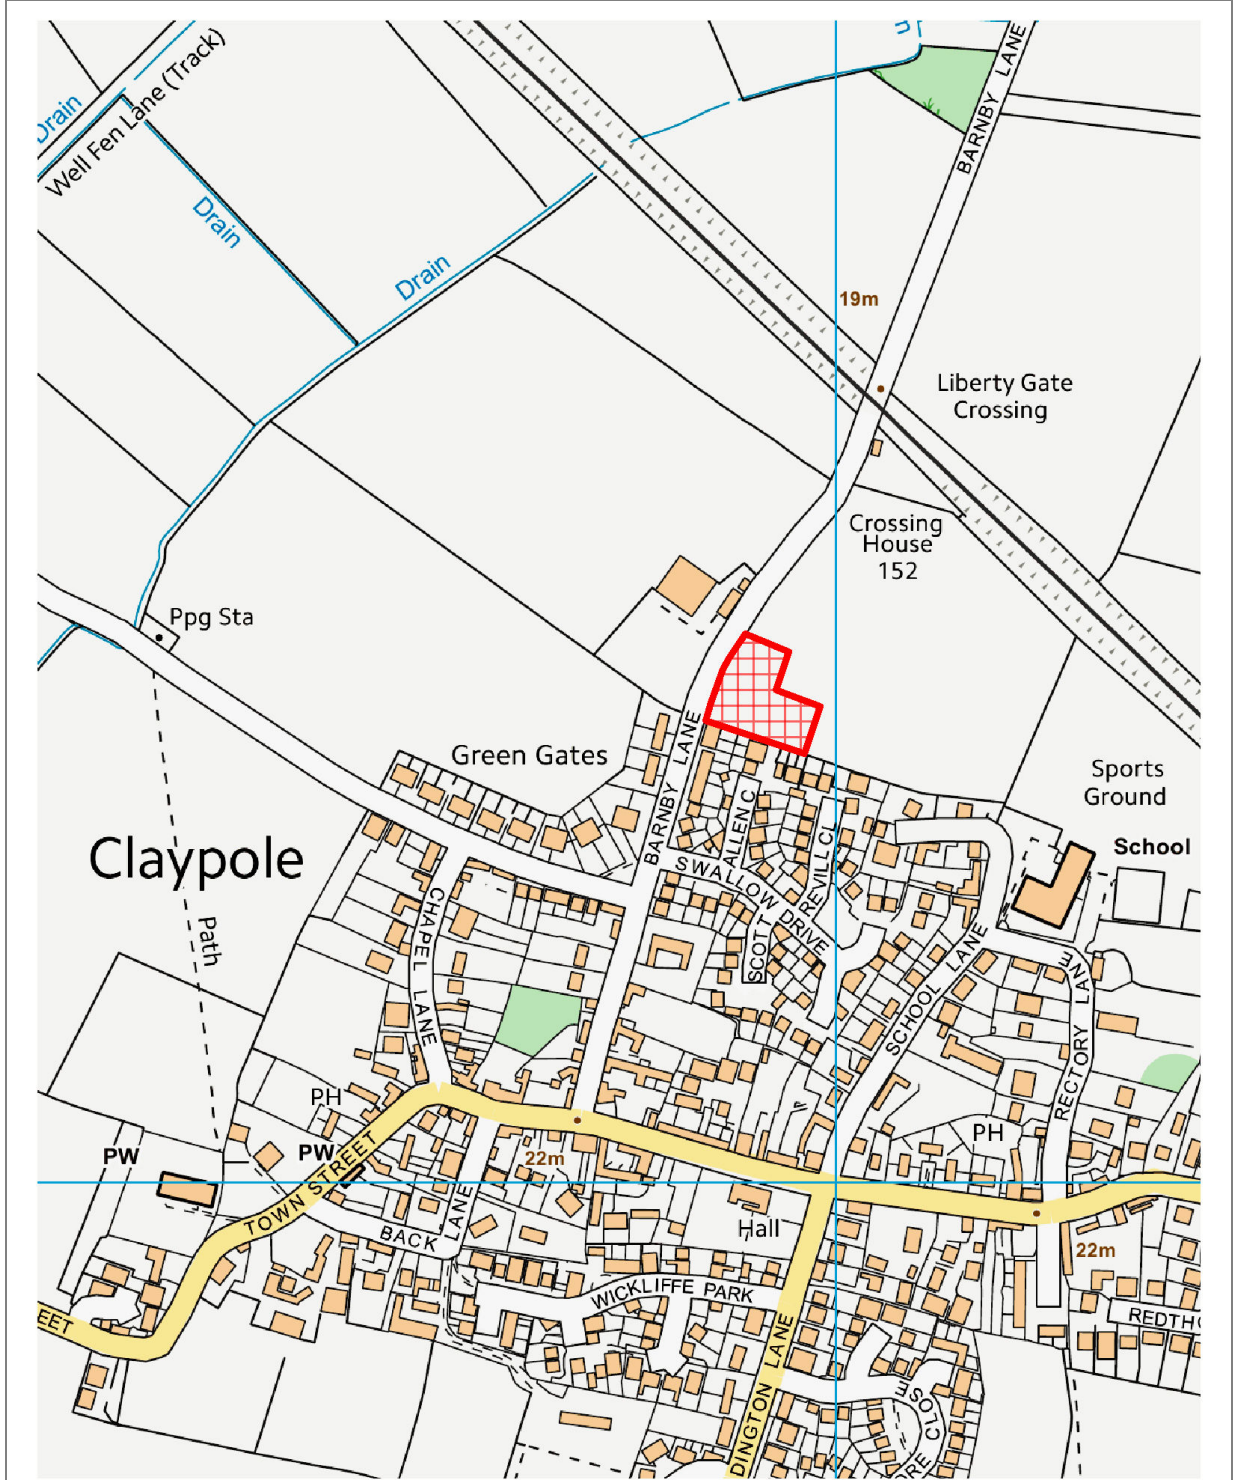 BARNBY LANE
Drain
Well Fen Lane (Track)
Drain
Drain
19m
Liberty Gate
Crossing
Crossing
House
152
Ppg Sta
BARNBY LANE
Green Gates
Sports
Ground
School
Claypole
ALLEN C
REVILL C
SWALLOW DRIVE
SCOTT
CHAPEL LANE
Path
SCHOOL LANE
RECTORY LANE
PH
PH
PW
PW
22m
TOWN STREET
BACK LANE
Hall
22m
WICKLIFFE PARK
REDTH
EET
DINGTON LANE
ORE CLOSE